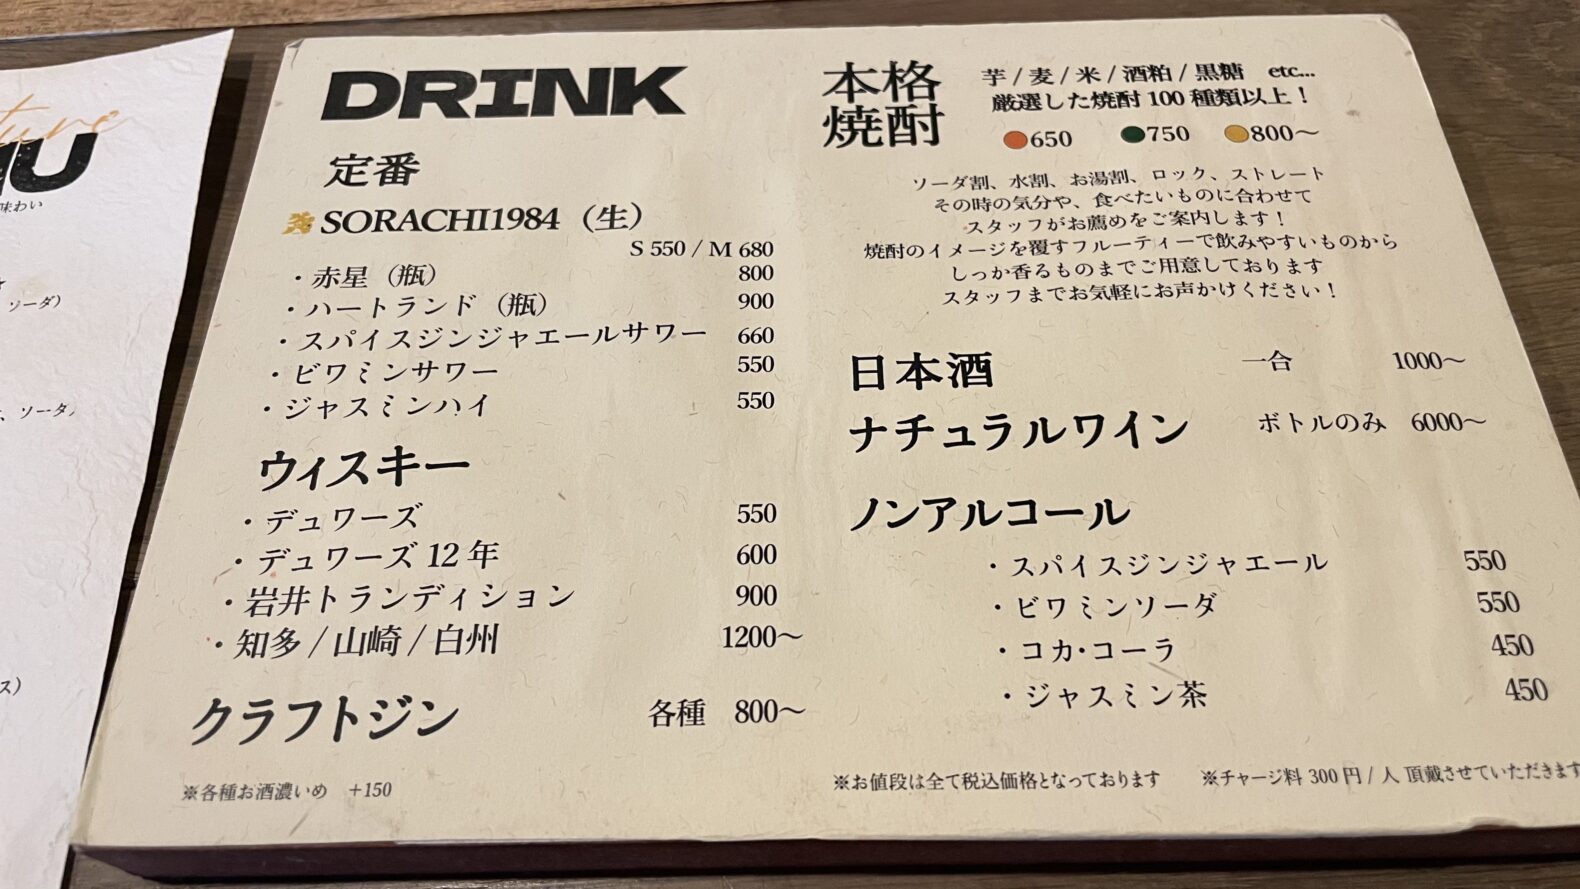 ture
NU
味わい
ソーダ)
、ソーダ
ス)
DRINK
定番
SORACHI1984（生）
S 550 / M 680
・赤星（瓶） 800
・ハートランド（瓶） 900
・スパイスジンジャエールサワー 660
・ビワミンサワー 550
・ジャスミンハイ 550
ウィスキー
・デュワーズ 550
・デュワーズ 12 年 600
・岩井トランディション 900
・知多 / 山崎 / 白州 1200～
クラフトジン 各種 800～
※各種お酒濃いめ +150
本格焼酎
芋 / 麦 / 米 / 酒粕 / 黒糖 etc...
厳選した焼酎 100 種類以上！
650 750 800～
ソーダ割、水割、お湯割、ロック、ストレート
その時の気分や、食べたいものに合わせて
スタッフがお薦めをご案内します！
焼酎のイメージを覆すフルーティーで飲みやすいものから
しっか香るものまでご用意しております
スタッフまでお気軽にお声かけください！
日本酒 一合 1000～
ナチュラルワイン ボトルのみ 6000～
ノンアルコール
・スパイスジンジャエール 550
・ビワミンソーダ 550
・コカ・コーラ 450
・ジャスミン茶 450
※お値段は全て税込価格となっております ※チャージ料 300 円 / 人 頂戴させていただきます